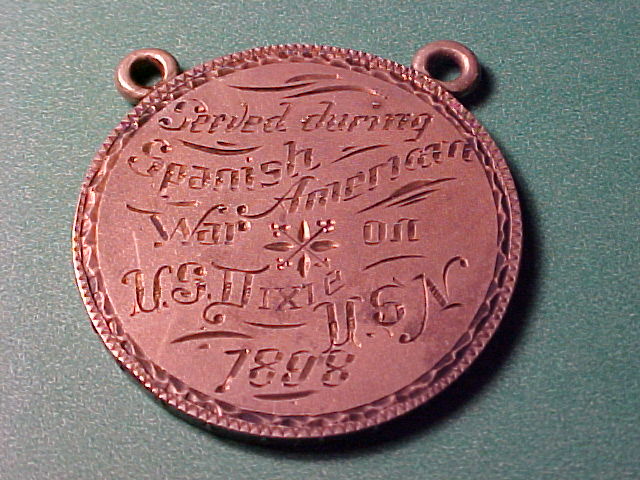 Served during
Spanish American
War on
U.S. Dixie U.S.N
1898